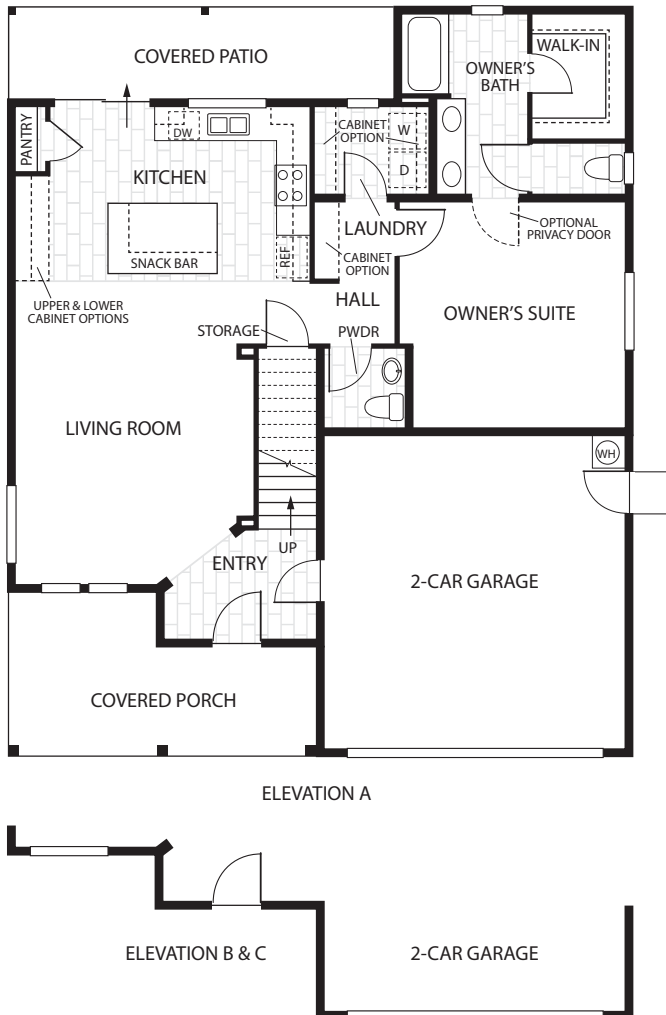 COVERED PATIO
WALK-IN
OWNER'S
BATH
PANTRY
DW
CABINET
OPTION
W
D
KITCHEN
LAUNDRY
OPTIONAL
PRIVACY DOOR
SNACK BAR
REF
CABINET
OPTION
UPPER & LOWER
CABINET OPTIONS
HALL
OWNER'S SUITE
STORAGE
PWDR
LIVING ROOM
WH
UP
ENTRY
2-CAR GARAGE
COVERED PORCH
ELEVATION A
ELEVATION B & C
2-CAR GARAGE